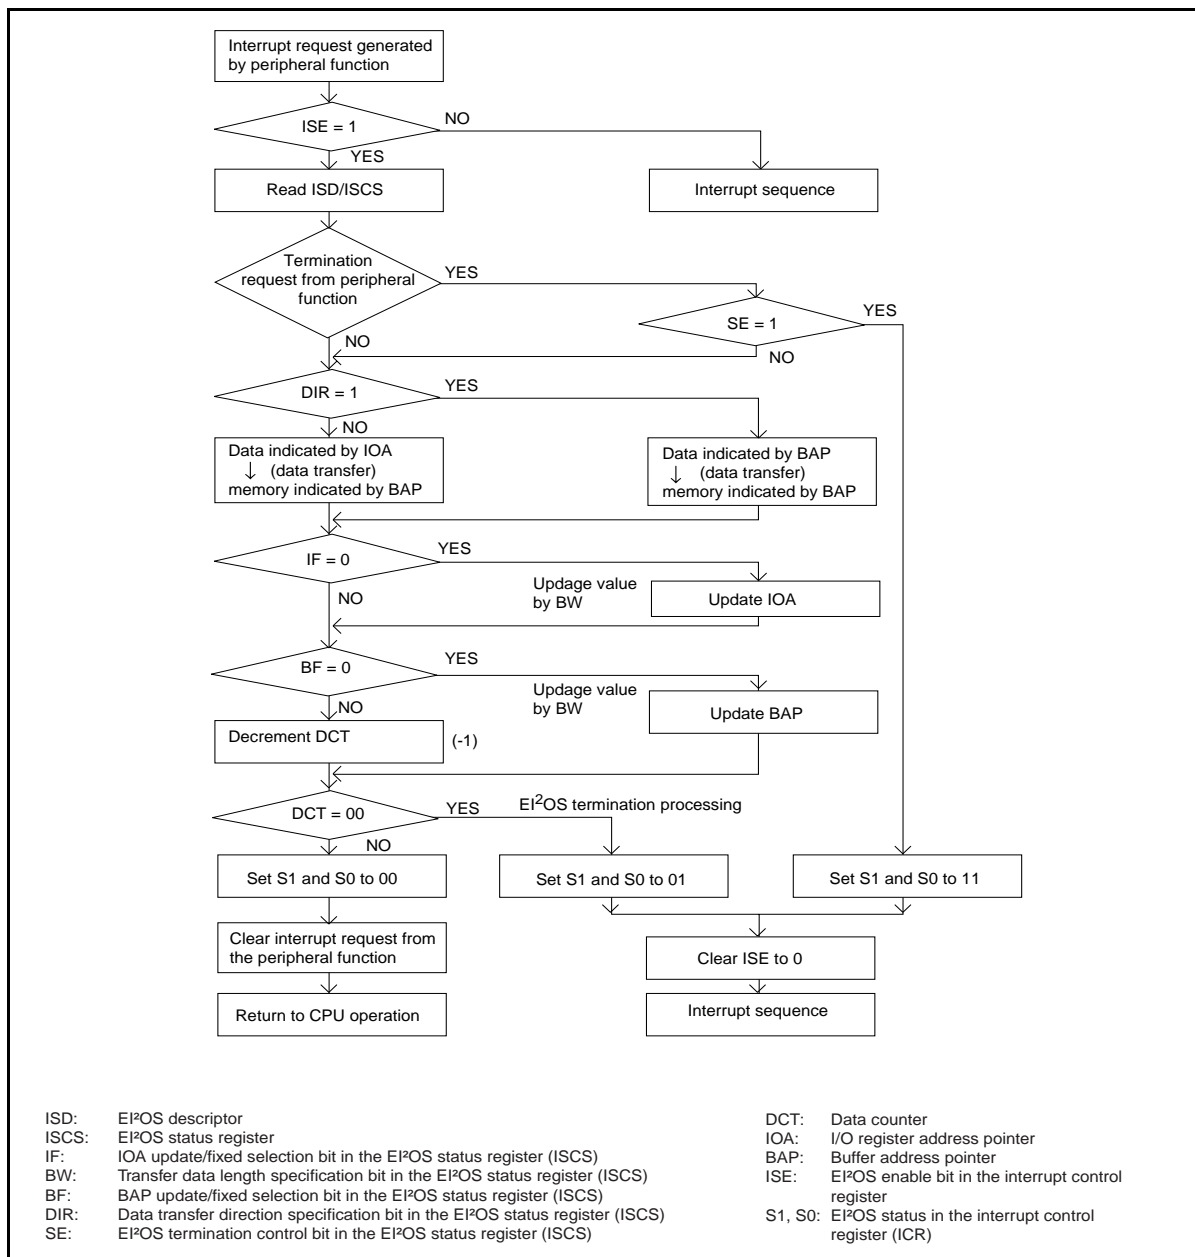 Interrupt request generated
by peripheral function
ISE = 1
NO
YES
Read ISD/ISCS
Interrupt sequence
Termination
request from peripheral
function
YES
SE = 1
YES
NO
NO
DIR = 1
YES
NO
Data indicated by IOA
↓ (data transfer)
memory indicated by BAP
Data indicated by BAP
↓ (data transfer)
memory indicated by BAP
IF = 0
YES
NO
Updage value
by BW
Update IOA
BF = 0
YES
NO
Updage value
by BW
Update BAP
Decrement DCT
(-1)
DCT = 00
YES
EI²OS termination processing
NO
Set S1 and S0 to 00
Set S1 and S0 to 01
Set S1 and S0 to 11
Clear interrupt request from
the peripheral function
Clear ISE to 0
Return to CPU operation
Interrupt sequence
ISD: EI²OS descriptor
ISCS: EI²OS status register
IF: IOA update/fixed selection bit in the EI²OS status register (ISCS)
BW: Transfer data length specification bit in the EI²OS status register (ISCS)
BF: BAP update/fixed selection bit in the EI²OS status register (ISCS)
DIR: Data transfer direction specification bit in the EI²OS status register (ISCS)
SE: EI²OS termination control bit in the EI²OS status register (ISCS)
DCT: Data counter
IOA: I/O register address pointer
BAP: Buffer address pointer
ISE: EI²OS enable bit in the interrupt control
register
S1, S0: EI²OS status in the interrupt control
register (ICR)